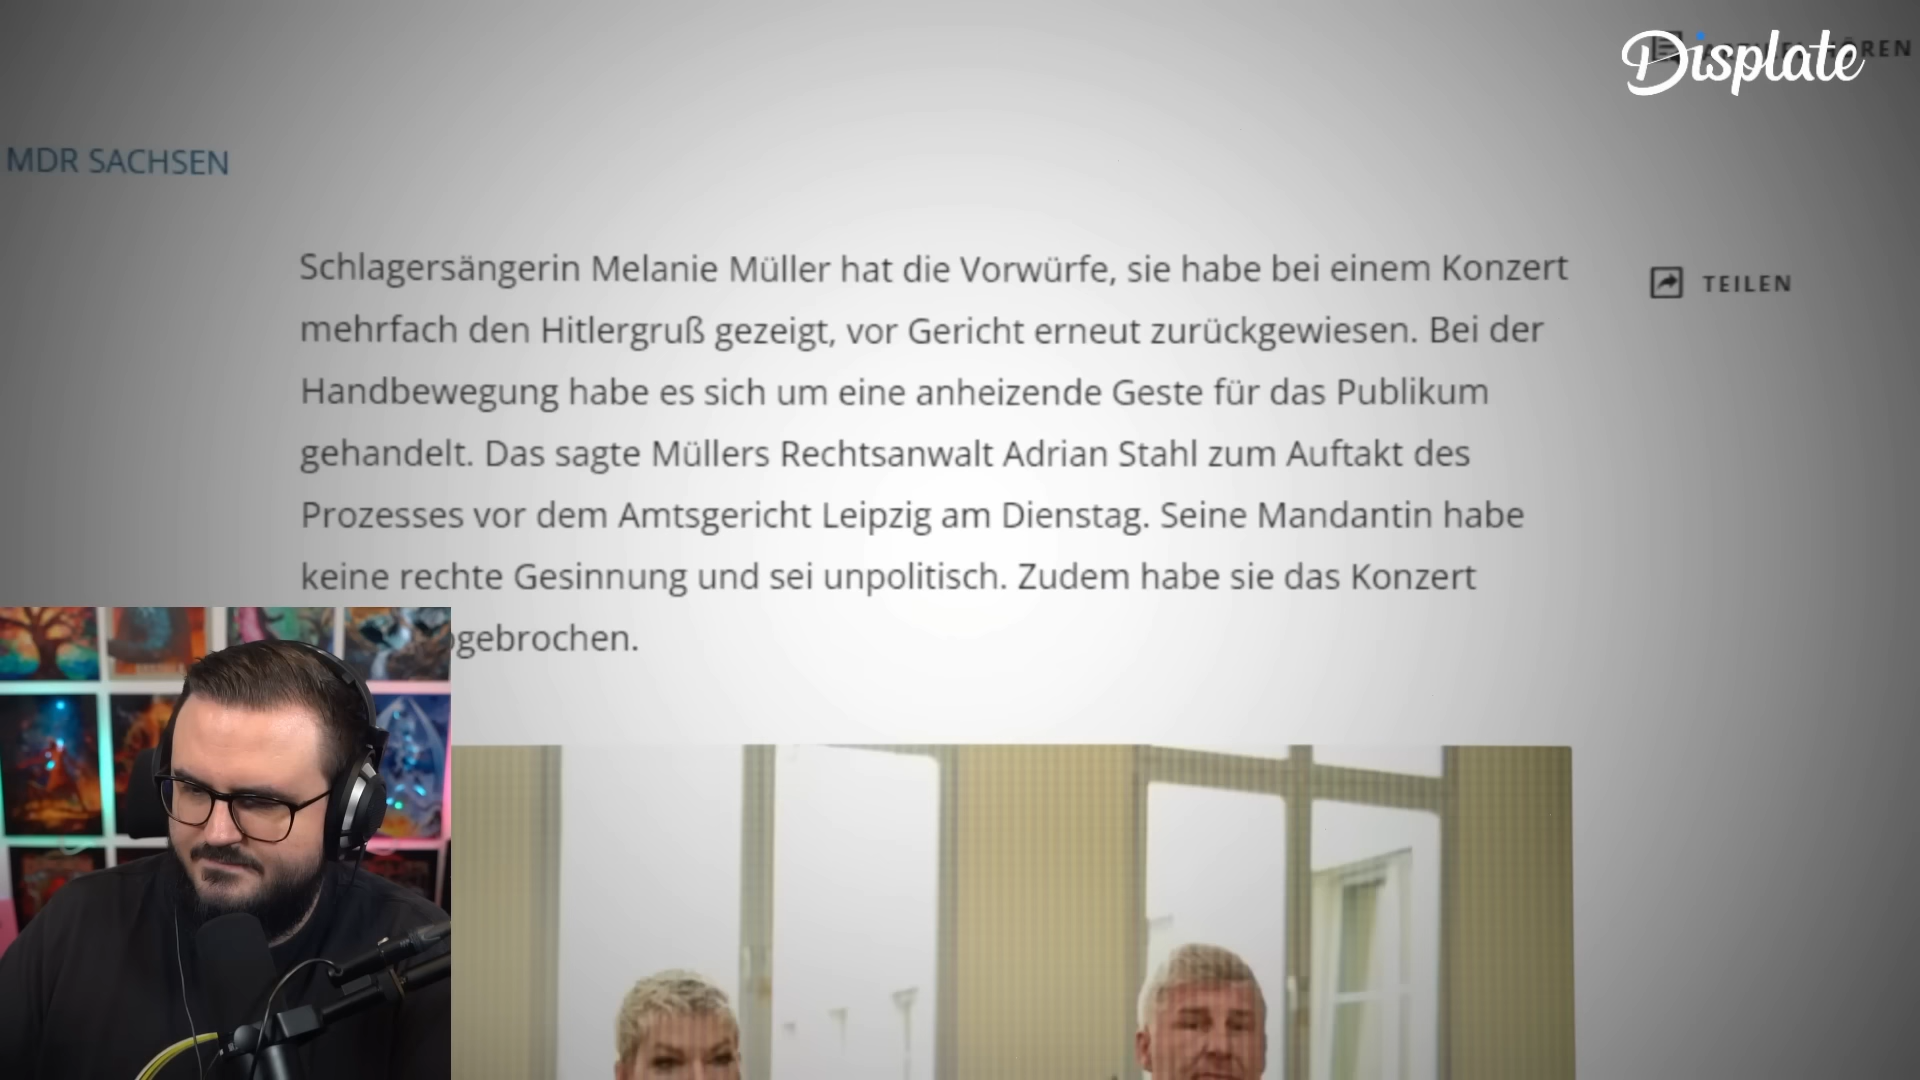 Displate
ÖREN
MDR SACHSEN
Schlagersängerin Melanie Müller hat die Vorwürfe, sie habe bei einem Konzert
TEILEN
mehrfach den Hitlergruß gezeigt, vor Gericht erneut zurückgewiesen. Bei der
Handbewegung habe es sich um eine anheizende Geste für das Publikum
gehandelt. Das sagte Müllers Rechtsanwalt Adrian Stahl zum Auftakt des
Prozesses vor dem Amtsgericht Leipzig am Dienstag. Seine Mandantin habe
keine rechte Gesinnung und sei unpolitisch. Zudem habe sie das Konzert
gebrochen.